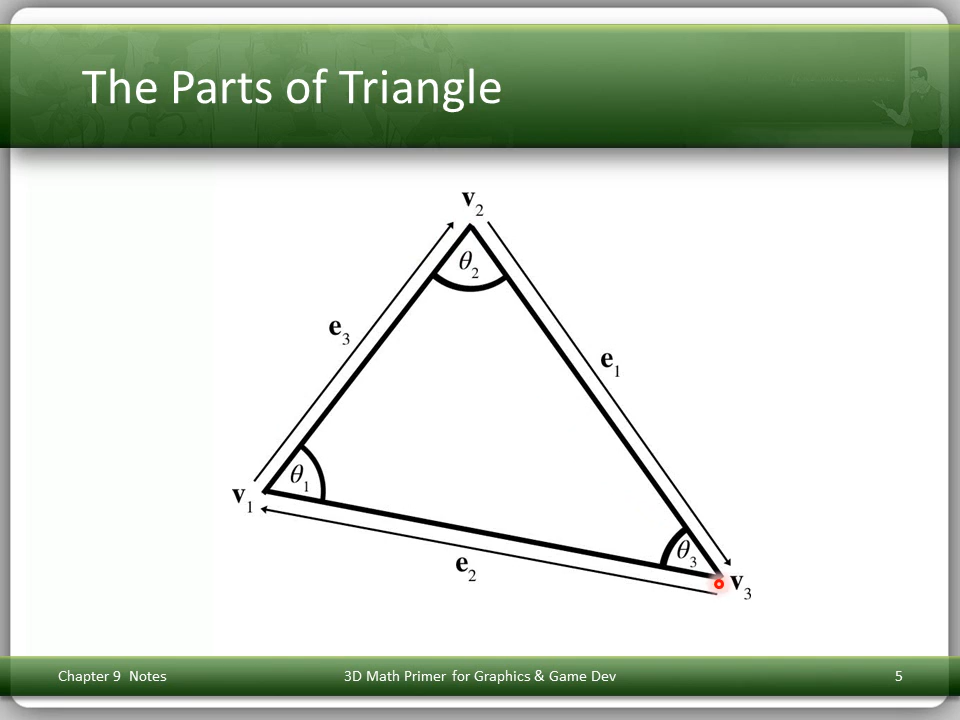 The Parts of Triangle
v2
θ2
e3
e1
θ1
v1
θ3
e2
v3
Chapter 9 Notes
3D Math Primer for Graphics & Game Dev
5